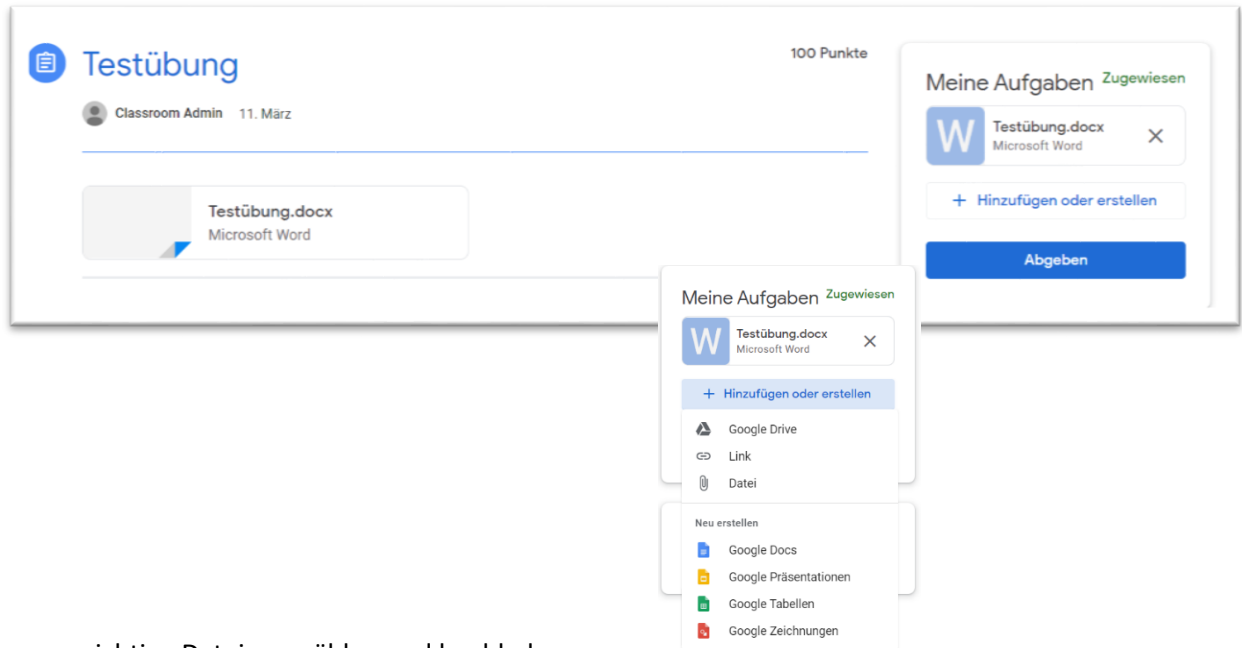 Testübung
100 Punkte
Classroom Admin 11. März
Testübung.docx
Microsoft Word
Meine Aufgaben Zugewiesen
W
Testübung.docx
Microsoft Word
+ Hinzufügen oder erstellen
Abgeben
Meine Aufgaben Zugewiesen
W
Testübung.docx
Microsoft Word
+ Hinzufügen oder erstellen
Google Drive
Link
Datei
Neu erstellen
Google Docs
Google Präsentationen
Google Tabellen
Google Zeichnungen